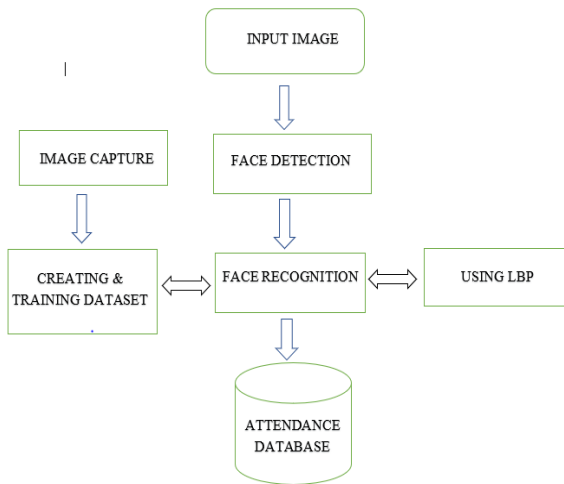 INPUT IMAGE
IMAGE CAPTURE
FACE DETECTION
CREATING &
TRAINING DATASET
FACE RECOGNITION
USING LBP
ATTENDANCE
DATABASE